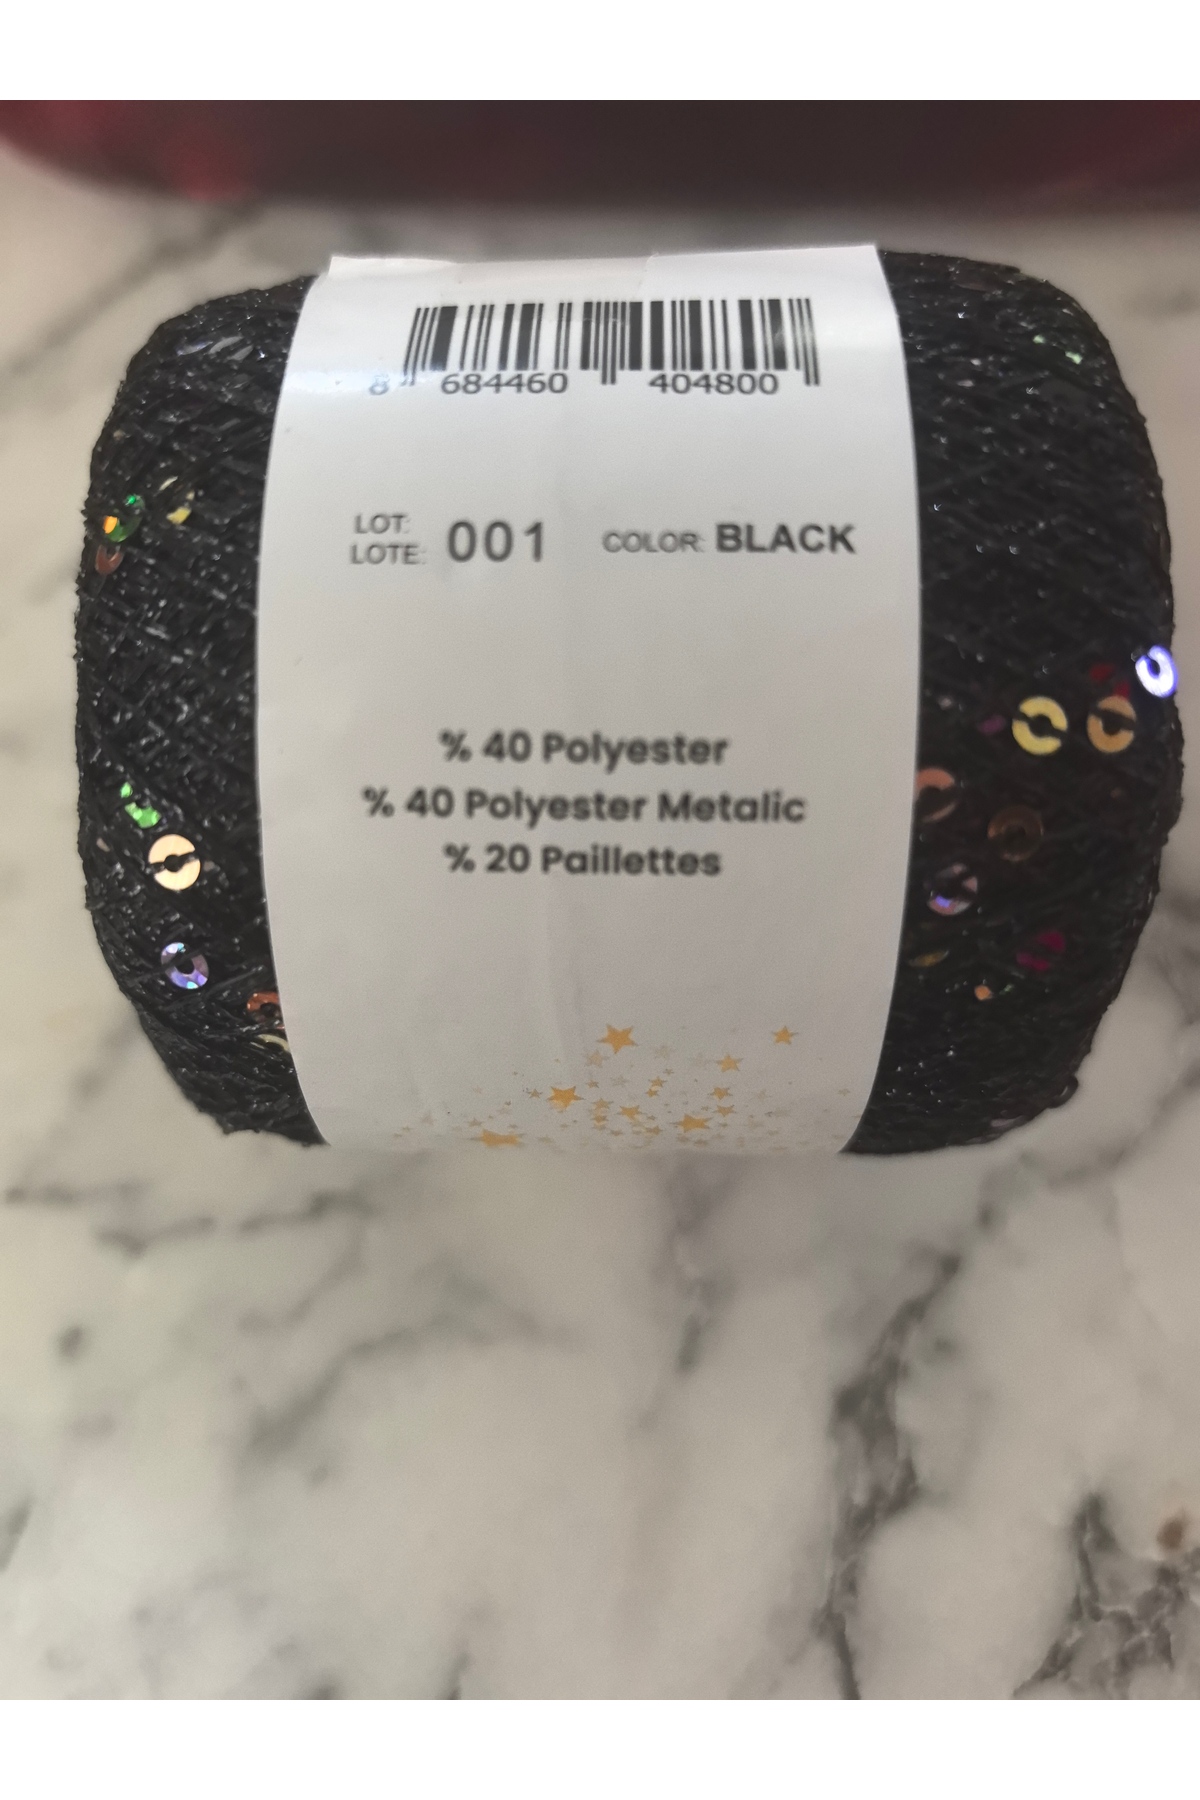 8 684460 404800
LOT:
LOTE: 001 COLOR: BLACK
% 40 Polyester
% 40 Polyester Metalic
% 20 Paillettes